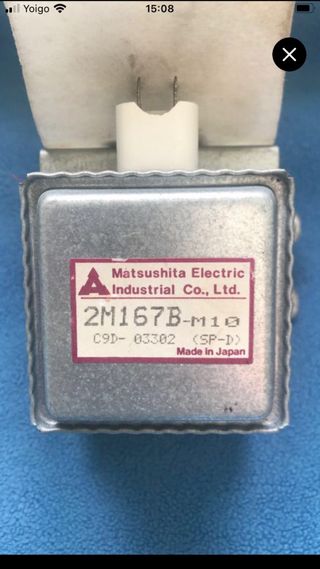 Yoigo
15:08
Matsushita Electric
Industrial Co., Ltd.
2M167B-M10
C9D- 03302 (SP-D)
Made in Japan